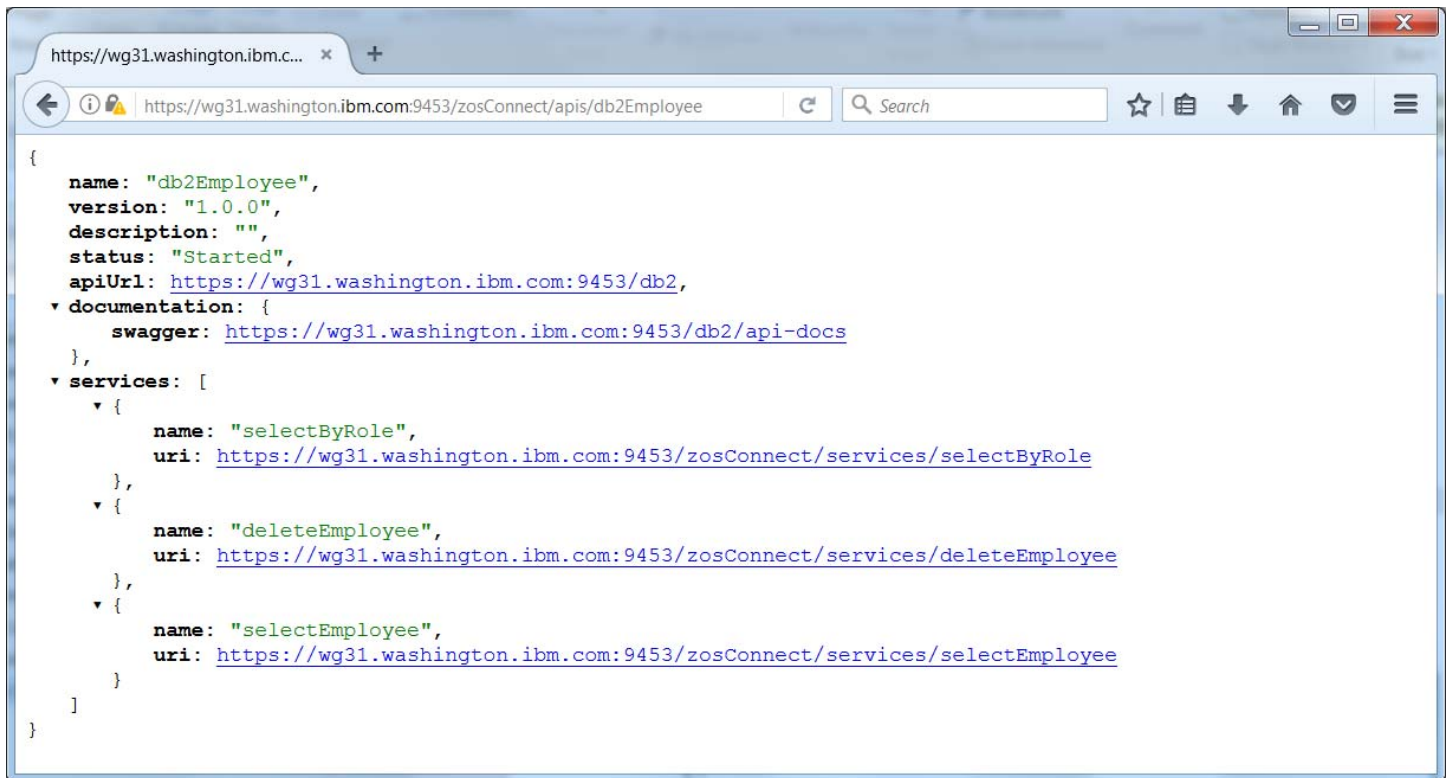 https://wg31.washington.ibm.c... × +
https://wg31.washington.ibm.com:9453/zosConnect/apis/db2Employee Search
{
name: "db2Employee",
version: "1.0.0",
description: "",
status: "Started",
apiUrl: https://wg31.washington.ibm.com:9453/db2,
▾ documentation: {
swagger: https://wg31.washington.ibm.com:9453/db2/api-docs
},
▾ services: [
▾ {
name: "selectByRole",
uri: https://wg31.washington.ibm.com:9453/zosConnect/services/selectByRole
},
▾ {
name: "deleteEmployee",
uri: https://wg31.washington.ibm.com:9453/zosConnect/services/deleteEmployee
},
▾ {
name: "selectEmployee",
uri: https://wg31.washington.ibm.com:9453/zosConnect/services/selectEmployee
}
]
}